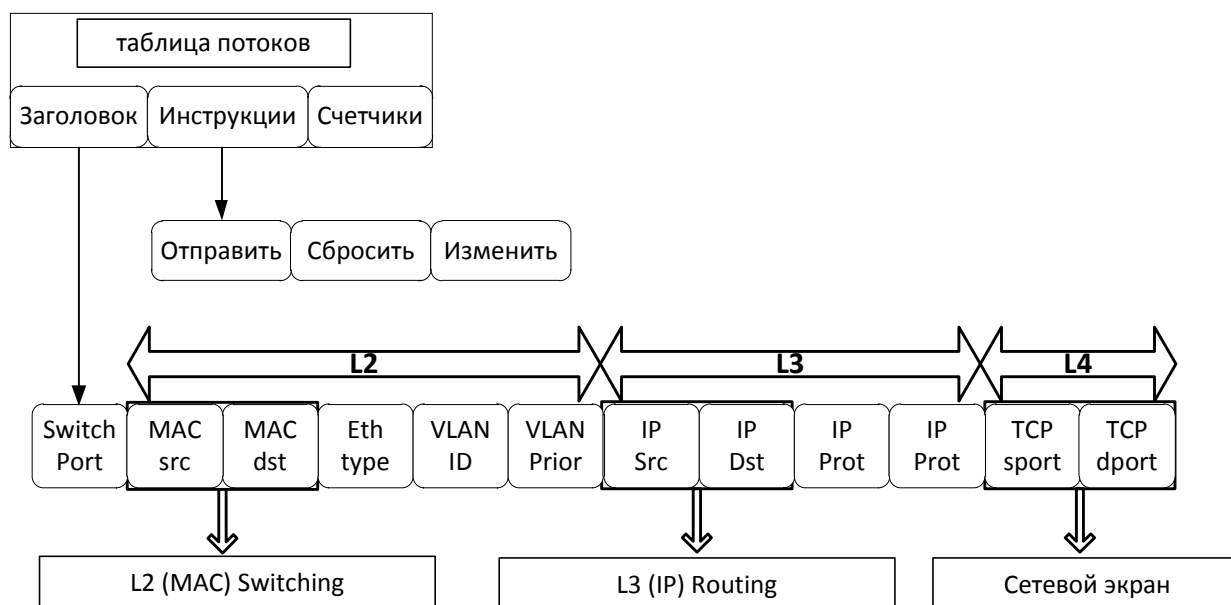 таблица потоков
Заголовок Инструкции Счетчики
Отправить Сбросить Изменить
L2 L3 L4
Switch MAC MAC Eth VLAN VLAN IP IP IP IP TCP TCP
Port src dst type ID Prior Src Dst Prot Prot sport dport
L2 (MAC) Switching L3 (IP) Routing Сетевой экран